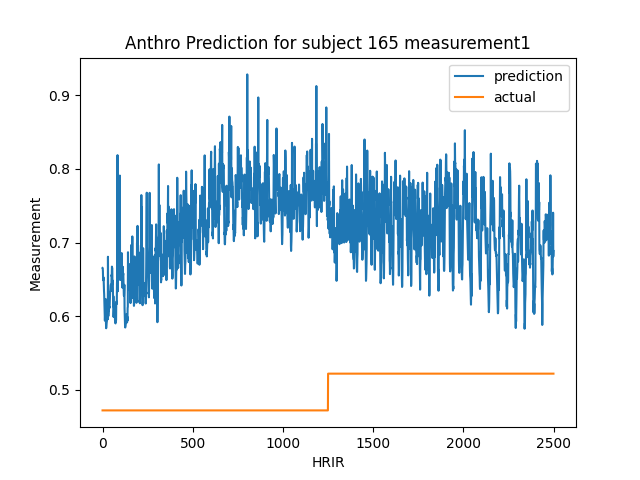 Anthro Prediction for subject 165 measurement1
prediction
actual
0.9
0.8
0.7
0.6
0.5
Measurement
0 500 1000 1500 2000 2500
HRIR